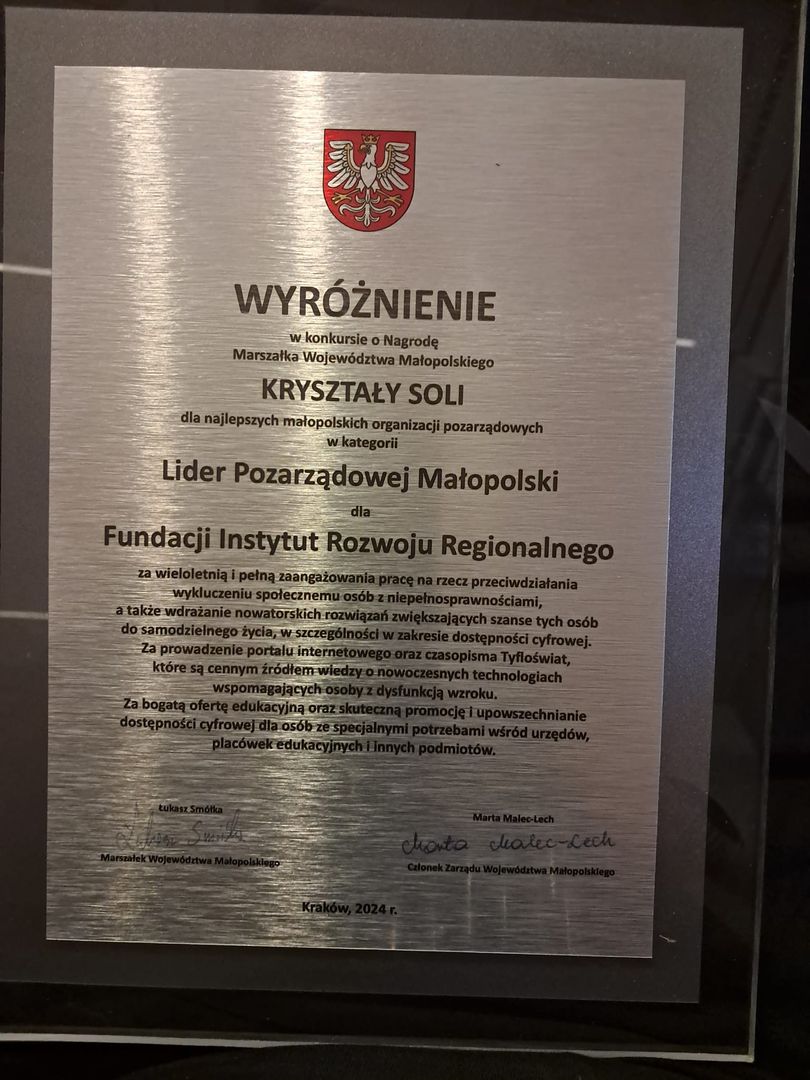 WYRÓŻNIENIE
w konkursie o Nagrodę
Marszałka Województwa Małopolskiego
KRYSZTAŁY SOLI
dla najlepszych małopolskich organizacji pozarządowych
w kategorii
Lider Pozarządowej Małopolski
dla
Fundacji Instytut Rozwoju Regionalnego
za wieloletnią i pełną zaangażowania pracę na rzecz przeciwdziałania
wykluczeniu społecznemu osób z niepełnosprawnościami,
a także wdrażanie nowatorskich rozwiązań zwiększających szanse tych osób
do samodzielnego życia, w szczególności w zakresie dostępności cyfrowej.
Za prowadzenie portalu internetowego oraz czasopisma Tyfloświat,
które są cennym źródłem wiedzy o nowoczesnych technologiach
wspomagających osoby z dysfunkcją wzroku.
Za bogatą ofertę edukacyjną oraz skuteczną promocję i upowszechnianie
dostępności cyfrowej dla osób ze specjalnymi potrzebami wśród urzędów,
placówek edukacyjnych i innych podmiotów.
Łukasz Smółka
Łukasz Smółka
Marszałek Województwa Małopolskiego
Marta Malec-Lech
Marta Malec-Lech
Członek Zarządu Województwa Małopolskiego
Kraków, 2024 r.